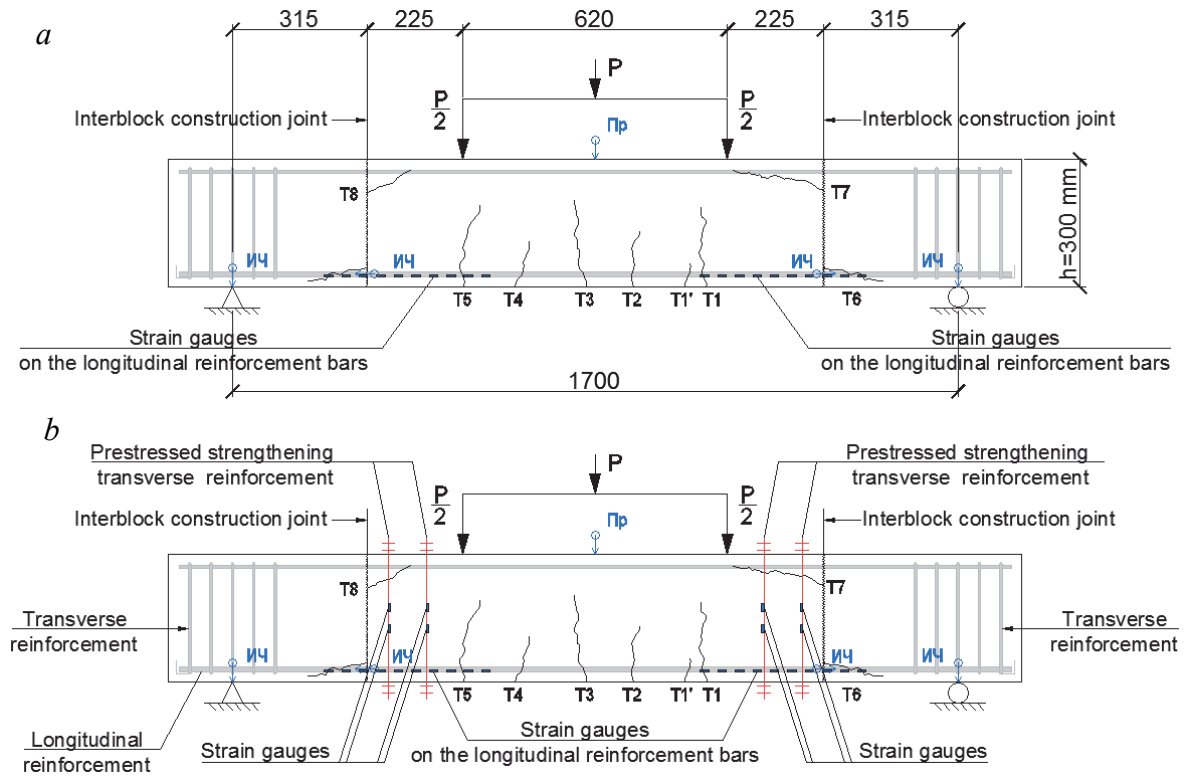 a
315 225 620 225 315
P
P/2 P/2
Interblock construction joint Interblock construction joint
Пр
T8 T7
h=300 mm
ИЧ ИЧ ИЧ ИЧ
T5 T4 T3 T2 T1' T1 T6
Strain gauges Strain gauges
on the longitudinal reinforcement bars on the longitudinal reinforcement bars
1700
b
Prestressed strengthening Prestressed strengthening
transverse reinforcement transverse reinforcement
P
P/2 P/2
Interblock construction joint Interblock construction joint
Пр
T8 T7
Transverse Transverse
reinforcement reinforcement
ИЧ ИЧ ИЧ ИЧ
T5 T4 T3 T2 T1' T1 T6
Longitudinal Strain gauges Strain gauges Strain gauges
reinforcement on the longitudinal reinforcement bars